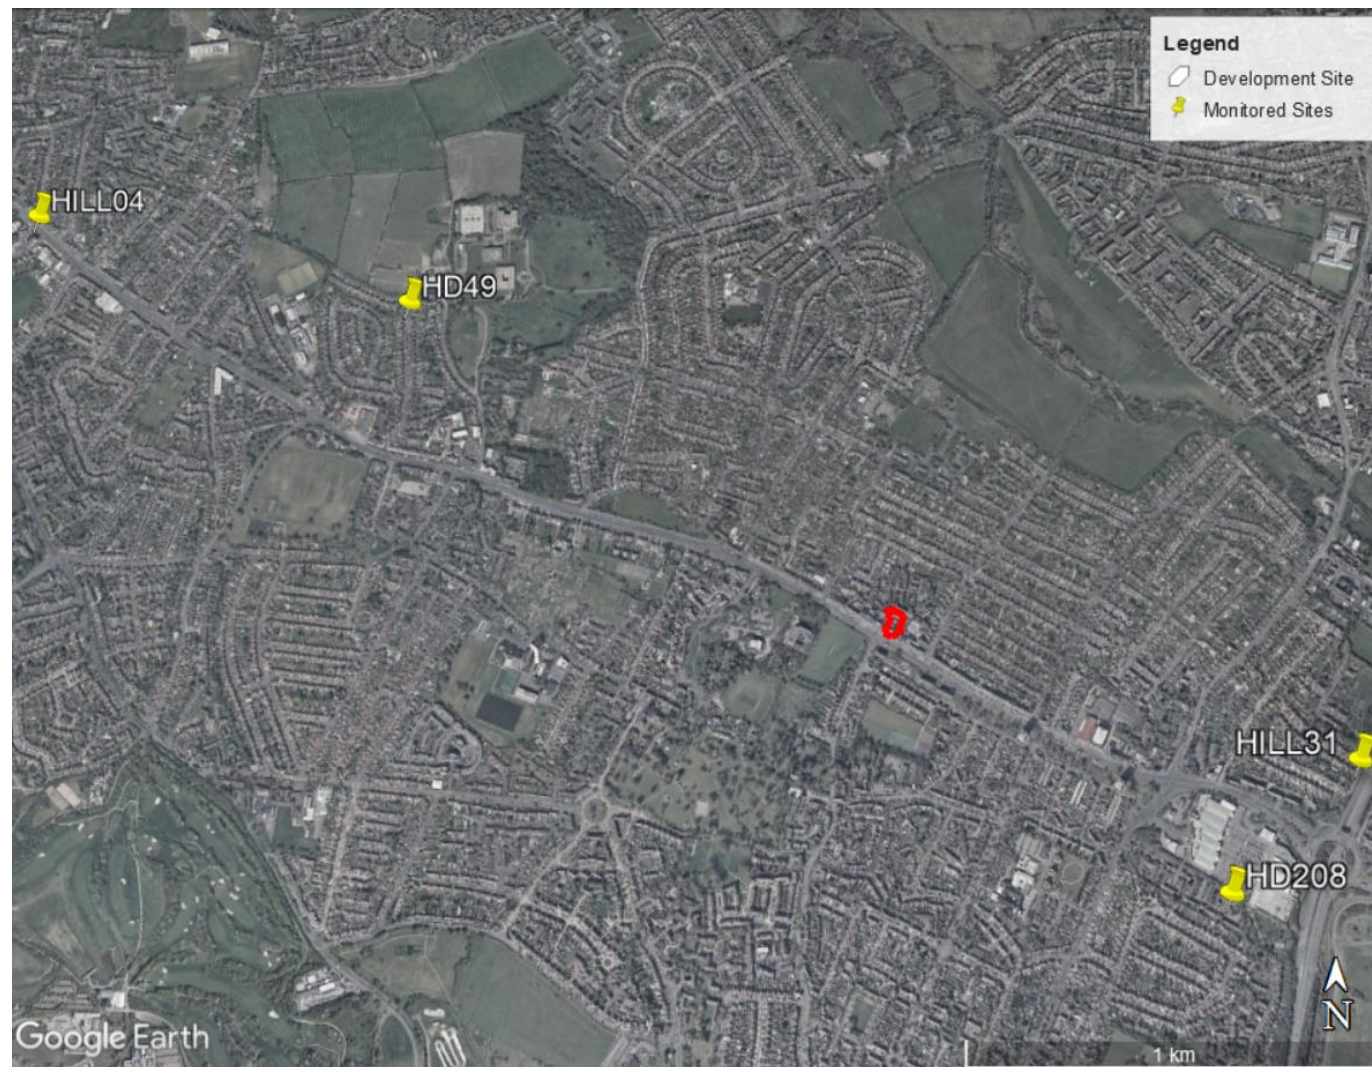 Legend
Development Site
Monitored Sites
HILL04
HD49
HILL31
HD208
N
Google Earth
1 km